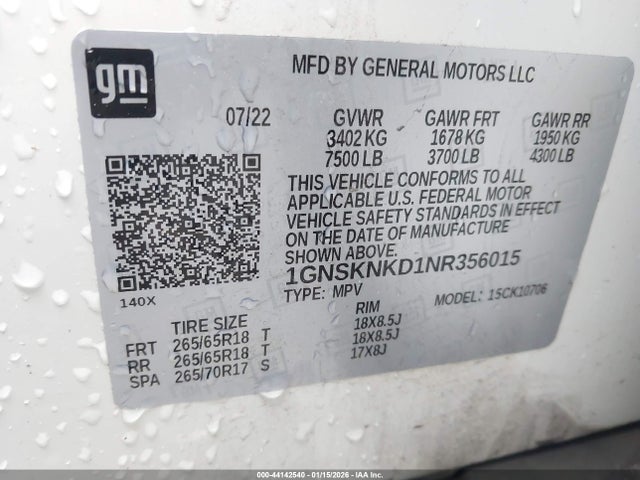 gm
MFD BY GENERAL MOTORS LLC
07/22 GVWR GAWR FRT GAWR RR
3402 KG 1678 KG 1950 KG
7500 LB 3700 LB 4300 LB
THIS VEHICLE CONFORMS TO ALL
APPLICABLE U.S. FEDERAL MOTOR
VEHICLE SAFETY STANDARDS IN EFFECT
ON THE DATE OF MANUFACTURE
SHOWN ABOVE.
1GNSKNKD1NR356015
140X TYPE: MPV MODEL: 15CK10706
TIRE SIZE RIM
FRT 265/65R18 T 18X8.5J
RR 265/65R18 T 18X8.5J
SPA 265/70R17 S 17X8J
000-44142540 - 01/15/2026 - IAA Corp.